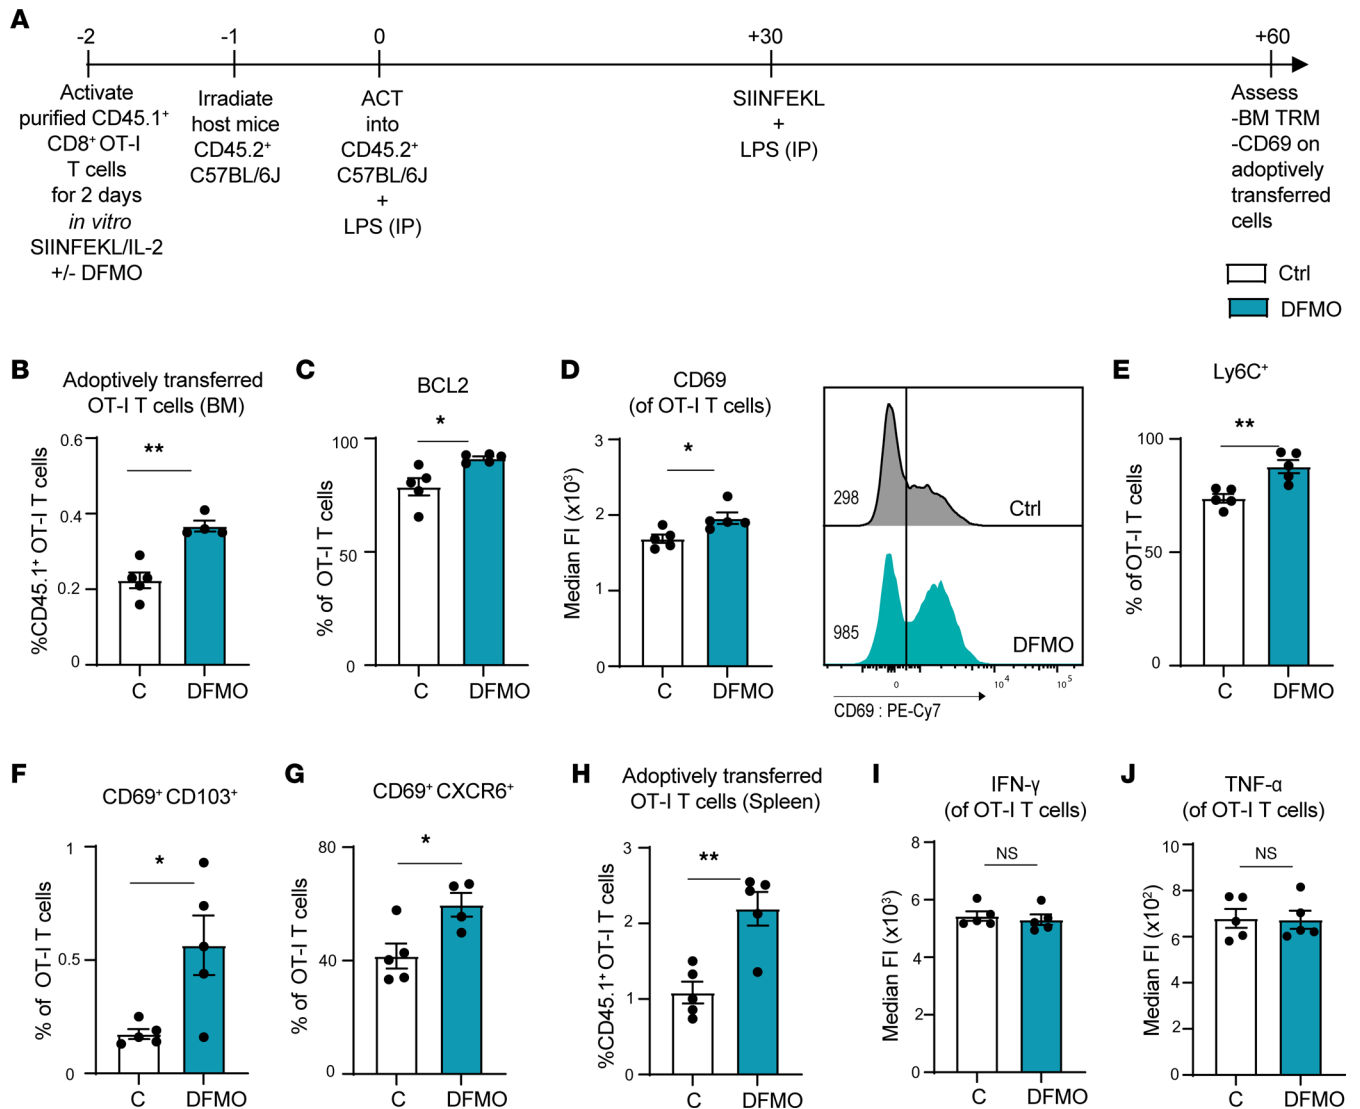 A
-2
-1
0
+30
+60
Activate
purified CD45.1⁺
CD8⁺ OT-I
T cells
for 2 days
in vitro
SIINFEKL/IL-2
+/- DFMO
Irradiate
host mice
CD45.2⁺
C57BL/6J
ACT
into
CD45.2⁺
C57BL/6J
+
LPS (IP)
SIINFEKL
+
LPS (IP)
Assess
-BM TRM
-CD69 on
adoptively
transferred
cells
Ctrl
DFMO
B
Adoptively transferred
OT-I T cells (BM)
%CD45.1⁺ OT-I T cells
0.6
0.4
0.2
0
**
C
DFMO
C
BCL2
% of OT-I T cells
100
50
0
*
C
DFMO
D
CD69
(of OT-I T cells)
Median FI (x10³)
3
2
1
0
*
C
DFMO
298
Ctrl
985
DFMO
0
10⁴
10⁵
CD69 : PE-Cy7
E
Ly6C⁺
% of OT-I T cells
100
50
0
**
C
DFMO
F
CD69⁺ CD103⁺
% of OT-I T cells
1
0.5
0
*
C
DFMO
G
CD69⁺ CXCR6⁺
% of OT-I T cells
80
40
0
*
C
DFMO
H
Adoptively transferred
OT-I T cells (Spleen)
%CD45.1⁺ OT-I T cells
3
2
1
0
**
C
DFMO
I
IFN-γ
(of OT-I T cells)
Median FI (x10³)
8
6
4
2
0
NS
C
DFMO
J
TNF-α
(of OT-I T cells)
Median FI (x10²)
10
8
6
4
2
0
NS
C
DFMO